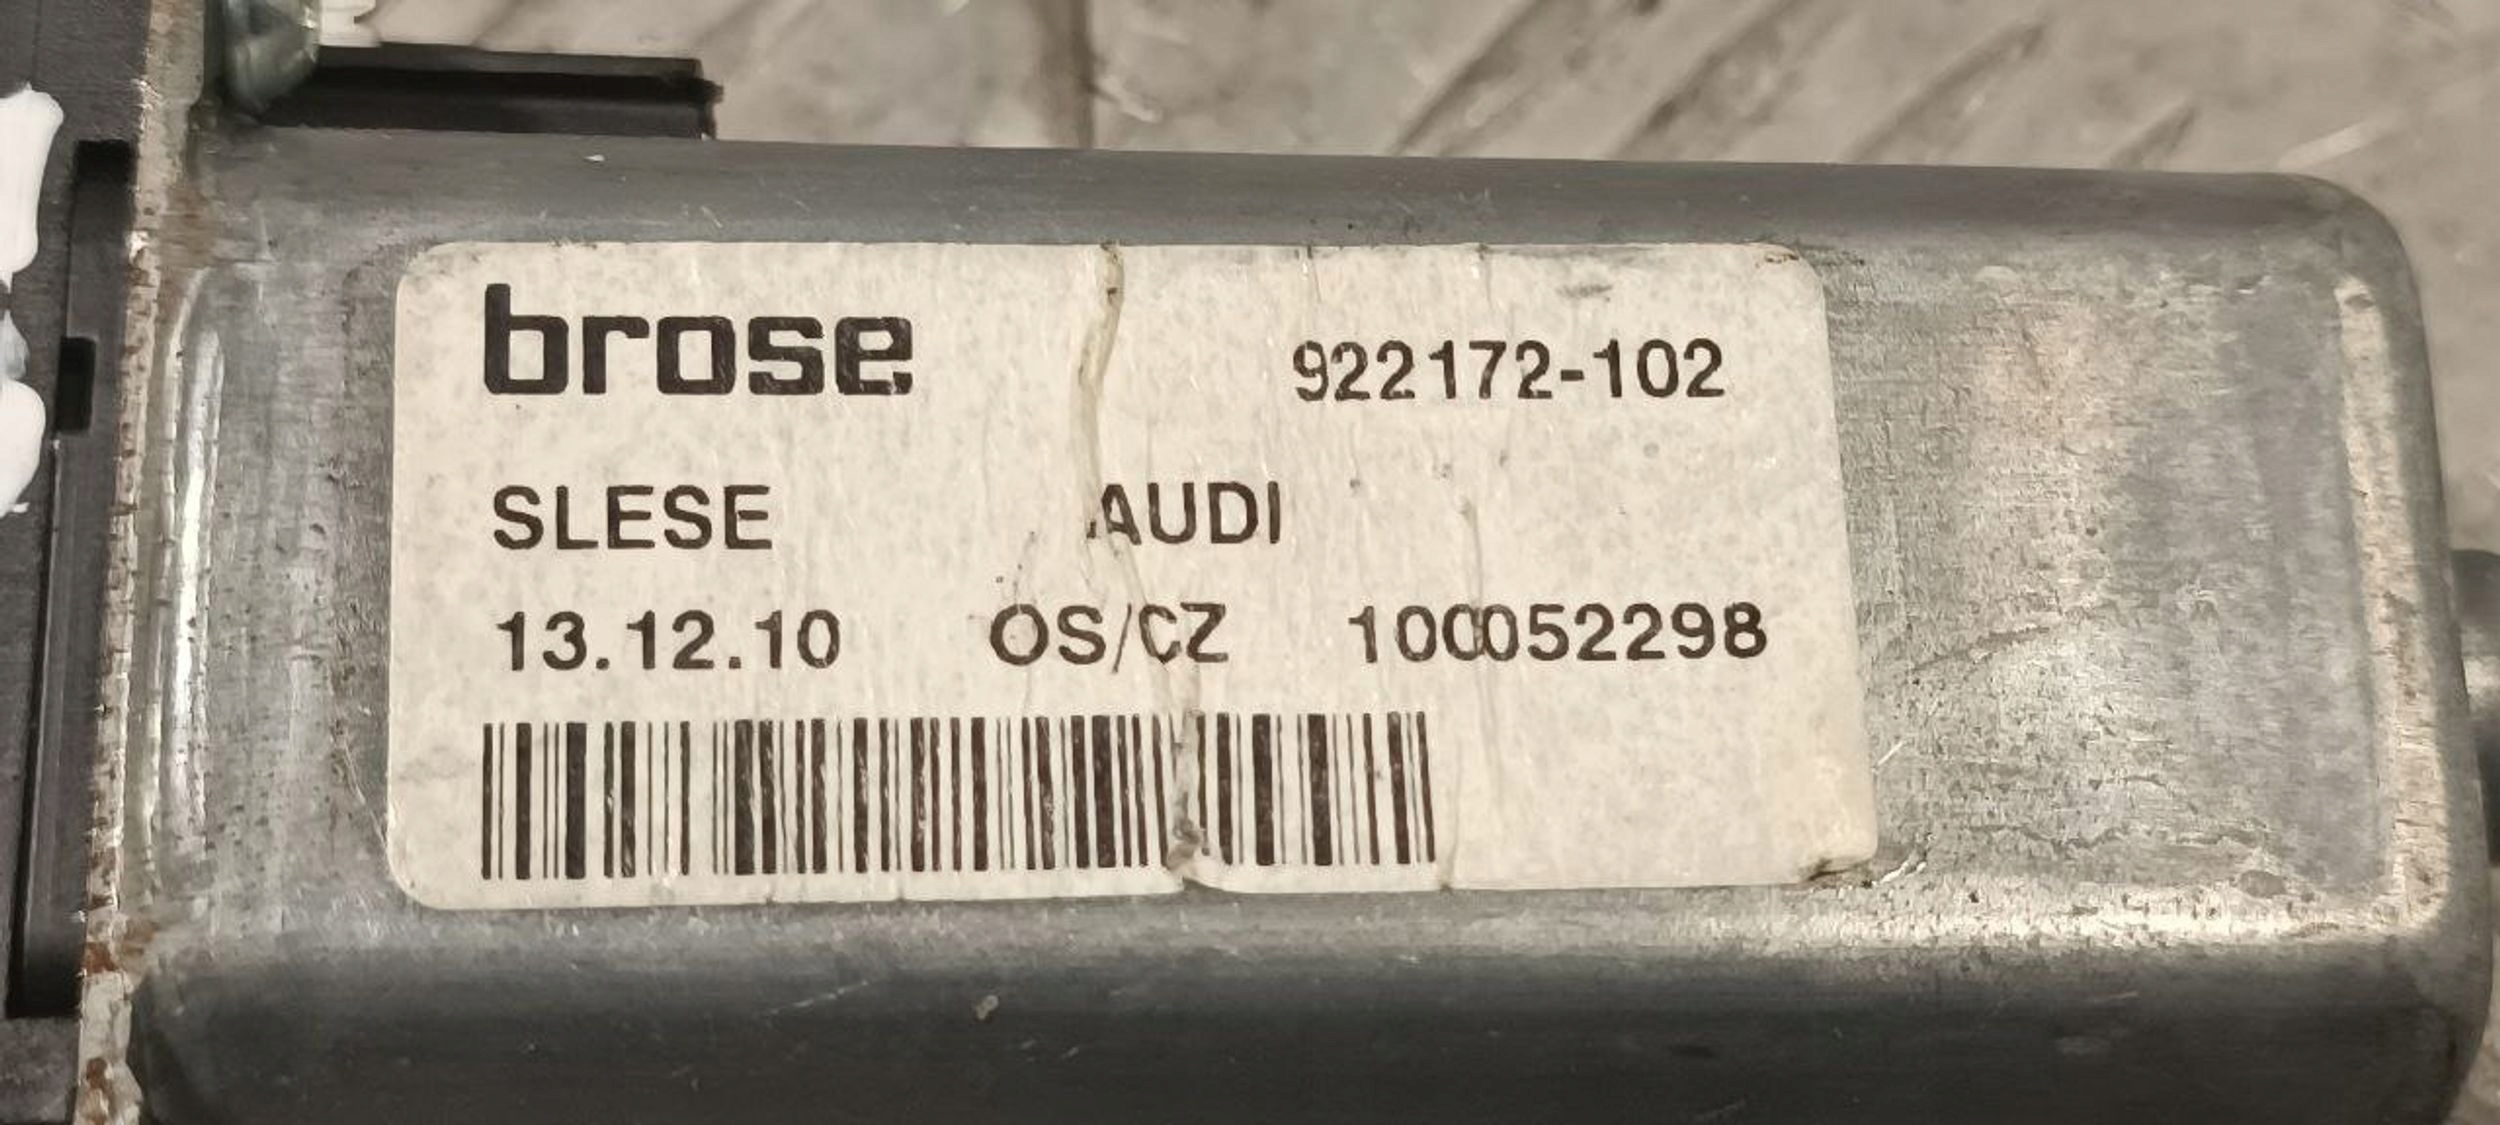 brose 922172-102
SLESE AUDI
13.12.10 OS/CZ 100052298